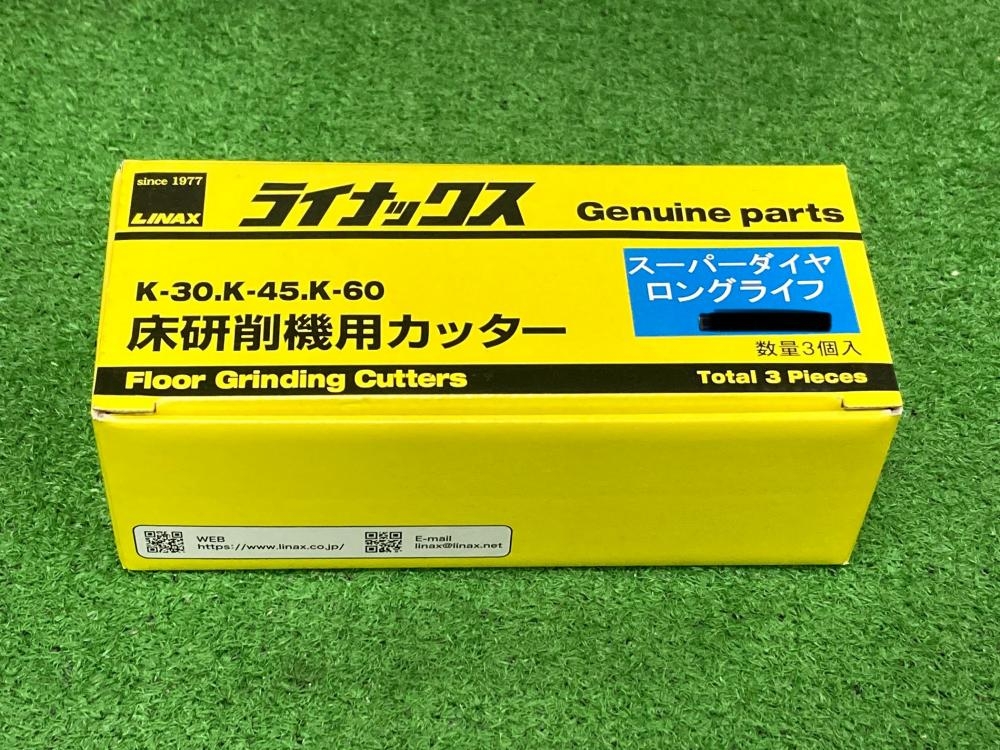 since 1977
LINAX
ライナックス
Genuine parts
K-30.K-45.K-60
床研削機用カッター
スーパーダイヤ
ロングライフ
数量3個入
Floor Grinding Cutters
Total 3 Pieces
WEB
https://www.linax.co.jp/
E-mail
linax@linax.net